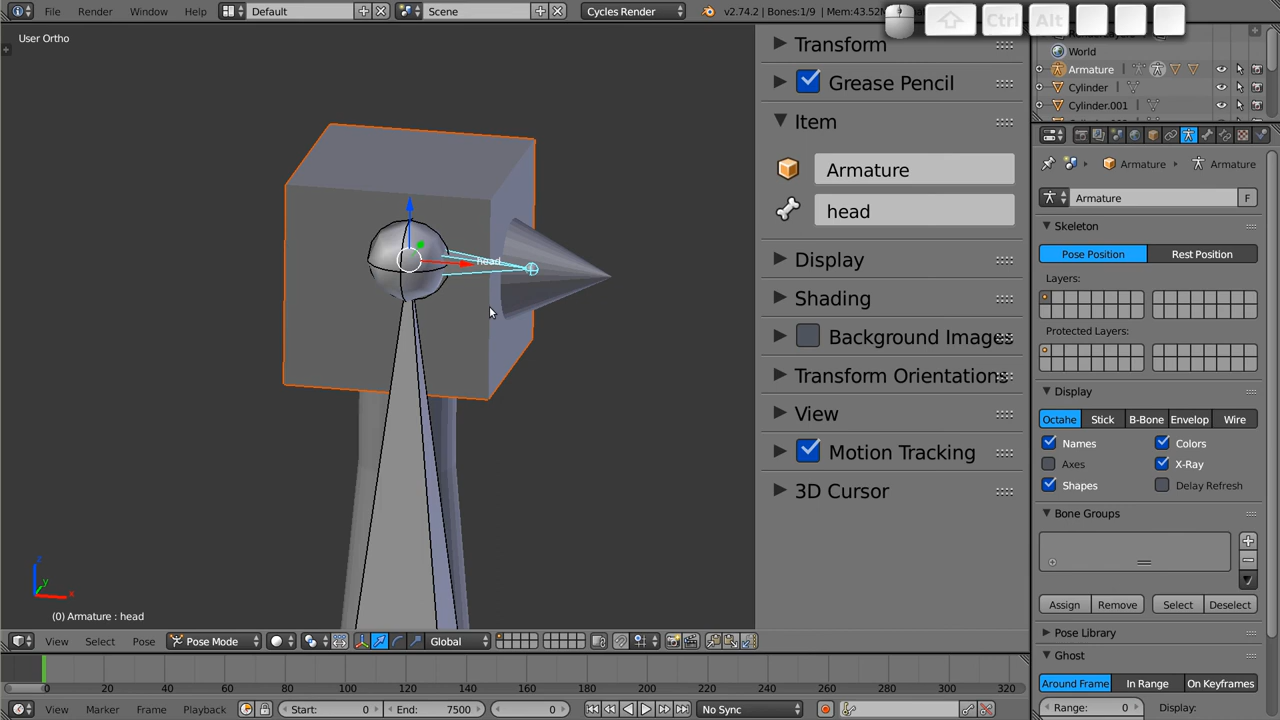 File Render Window Help Default Scene Cycles Render v2.74.2 | Bones:1/9 | Mem:43.52
Ctrl Alt
User Ortho
World
Armature
Cylinder
Cylinder.001
Transform
Grease Pencil
Item
Armature
head
Display
Shading
Background Images
Transform Orientations
View
Motion Tracking
3D Cursor
head
z
y
x
(0) Armature : head
Armature Armature
Armature F
Skeleton
Pose Position Rest Position
Layers:
Protected Layers:
Display
Octahe Stick B-Bone Envelop Wire
Names Colors
Axes X-Ray
Shapes Delay Refresh
Bone Groups
Assign Remove Select Deselect
Pose Library
Ghost
Around Frame In Range On Keyframes
Range: 0 Display:
View Select Pose Pose Mode Global
0 20 40 60 80 100 120 140 160 180 200 220 240 260 280 300 320
View Marker Frame Playback Start: 0 End: 7500 0 No Sync